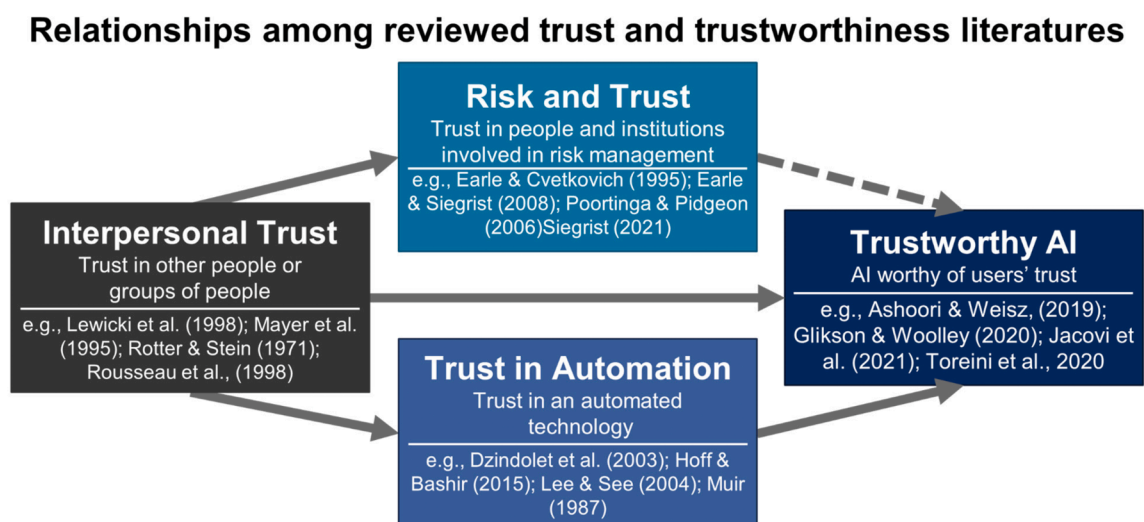 Relationships among reviewed trust and trustworthiness literatures
Risk and Trust
Trust in people and institutions
involved in risk management
e.g., Earle & Cvetkovich (1995); Earle
& Siegrist (2008); Poortinga & Pidgeon
(2006)Siegrist (2021)
Interpersonal Trust
Trust in other people or
groups of people
e.g., Lewicki et al. (1998); Mayer et al.
(1995); Rotter & Stein (1971);
Rousseau et al., (1998)
Trustworthy AI
AI worthy of users’ trust
e.g., Ashoori & Weisz, (2019);
Glikson & Woolley (2020); Jacovi et
al. (2021); Toreini et al., 2020
Trust in Automation
Trust in an automated
technology
e.g., Dzindolet et al. (2003); Hoff &
Bashir (2015); Lee & See (2004); Muir
(1987)